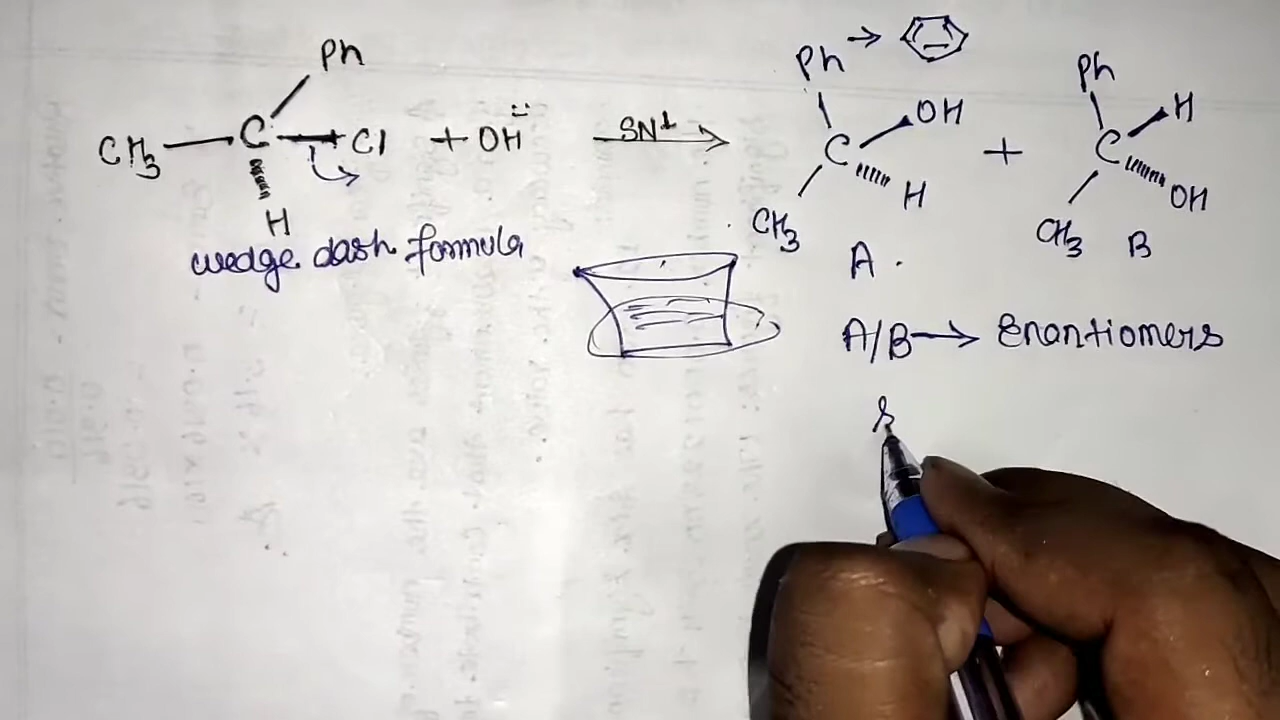 Ph
CH3 C Cl + OH
H
SN1
wedge dash formula
Ph
C OH
H
CH3
A .
+
Ph
C H
OH
CH3
B
A/B → Enantiomers